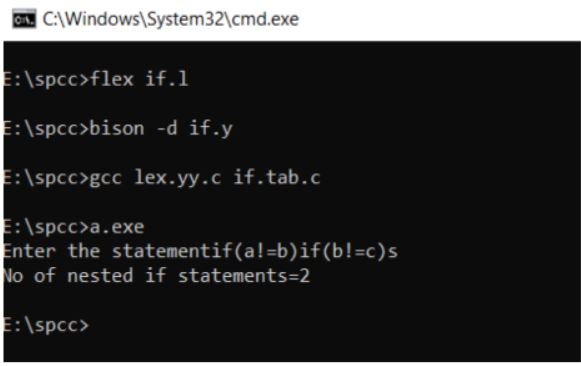 C:\Windows\System32\cmd.exe
E:\spcc>flex if.l
E:\spcc>bison -d if.y
E:\spcc>gcc lex.yy.c if.tab.c
E:\spcc>a.exe
Enter the statementif(a!=b)if(b!=c)s
No of nested if statements=2
E:\spcc>